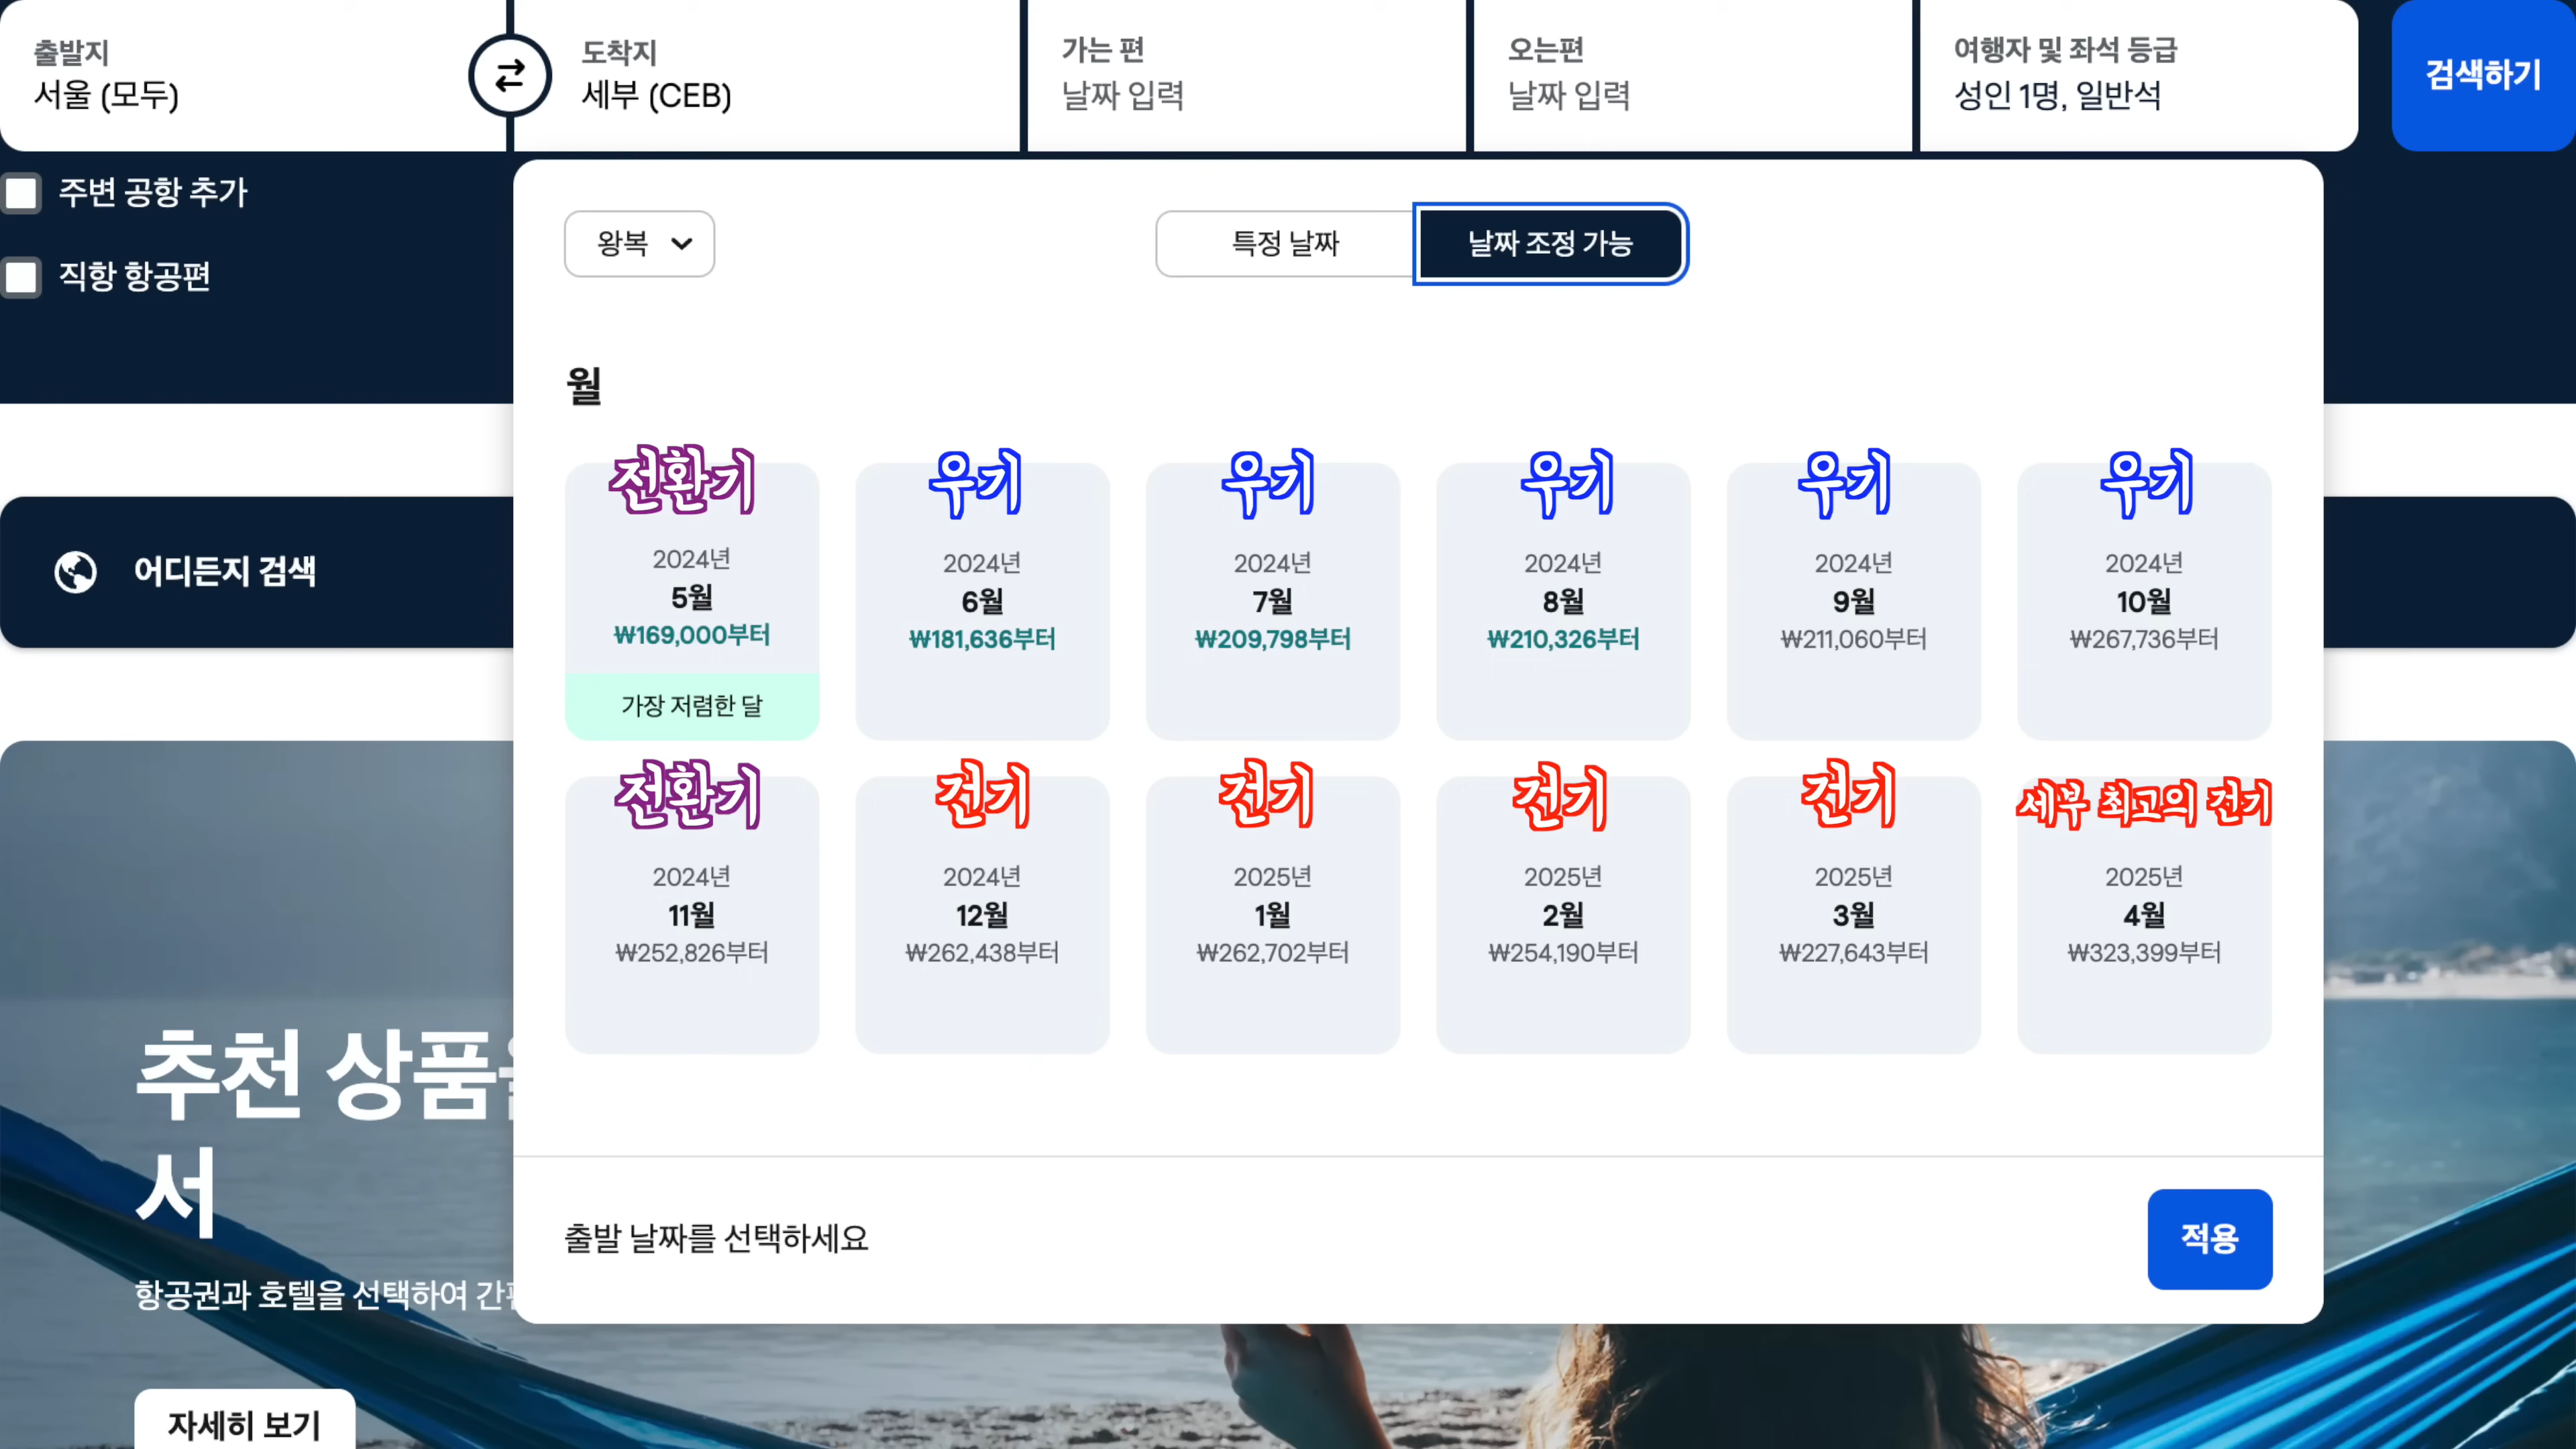 출발지
서울 (모두)
도착지
세부 (CEB)
가는 편
날짜 입력
오는편
날짜 입력
여행자 및 좌석 등급
성인 1명, 일반석
검색하기
주변 공항 추가
직항 항공편
왕복
특정 날짜
날짜 조정 가능
월
어디든지 검색
전환기
2024년
5월
₩169,000부터
가장 저렴한 달
우기
2024년
6월
₩181,636부터
우기
2024년
7월
₩209,798부터
우기
2024년
8월
₩210,326부터
우기
2024년
9월
₩211,060부터
우기
2024년
10월
₩267,736부터
전환기
2024년
11월
₩252,826부터
건기
2024년
12월
₩262,438부터
건기
2025년
1월
₩262,702부터
건기
2025년
2월
₩254,190부터
건기
2025년
3월
₩227,643부터
세부 최고의 건기
2025년
4월
₩323,399부터
출발 날짜를 선택하세요
적용
추천 상품
서
항공권과 호텔을 선택하여
자세히 보기